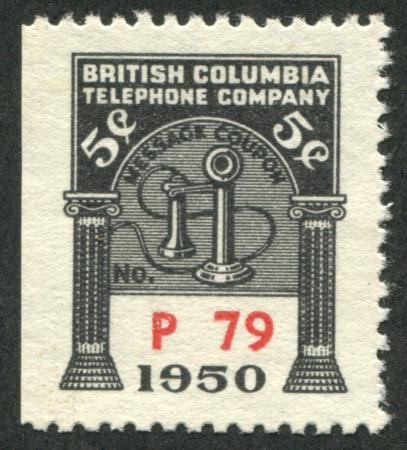 BRITISH COLUMBIA
TELEPHONE COMPANY
5¢ 5¢
MESSAGE COUPON
NO.
P 79
1950